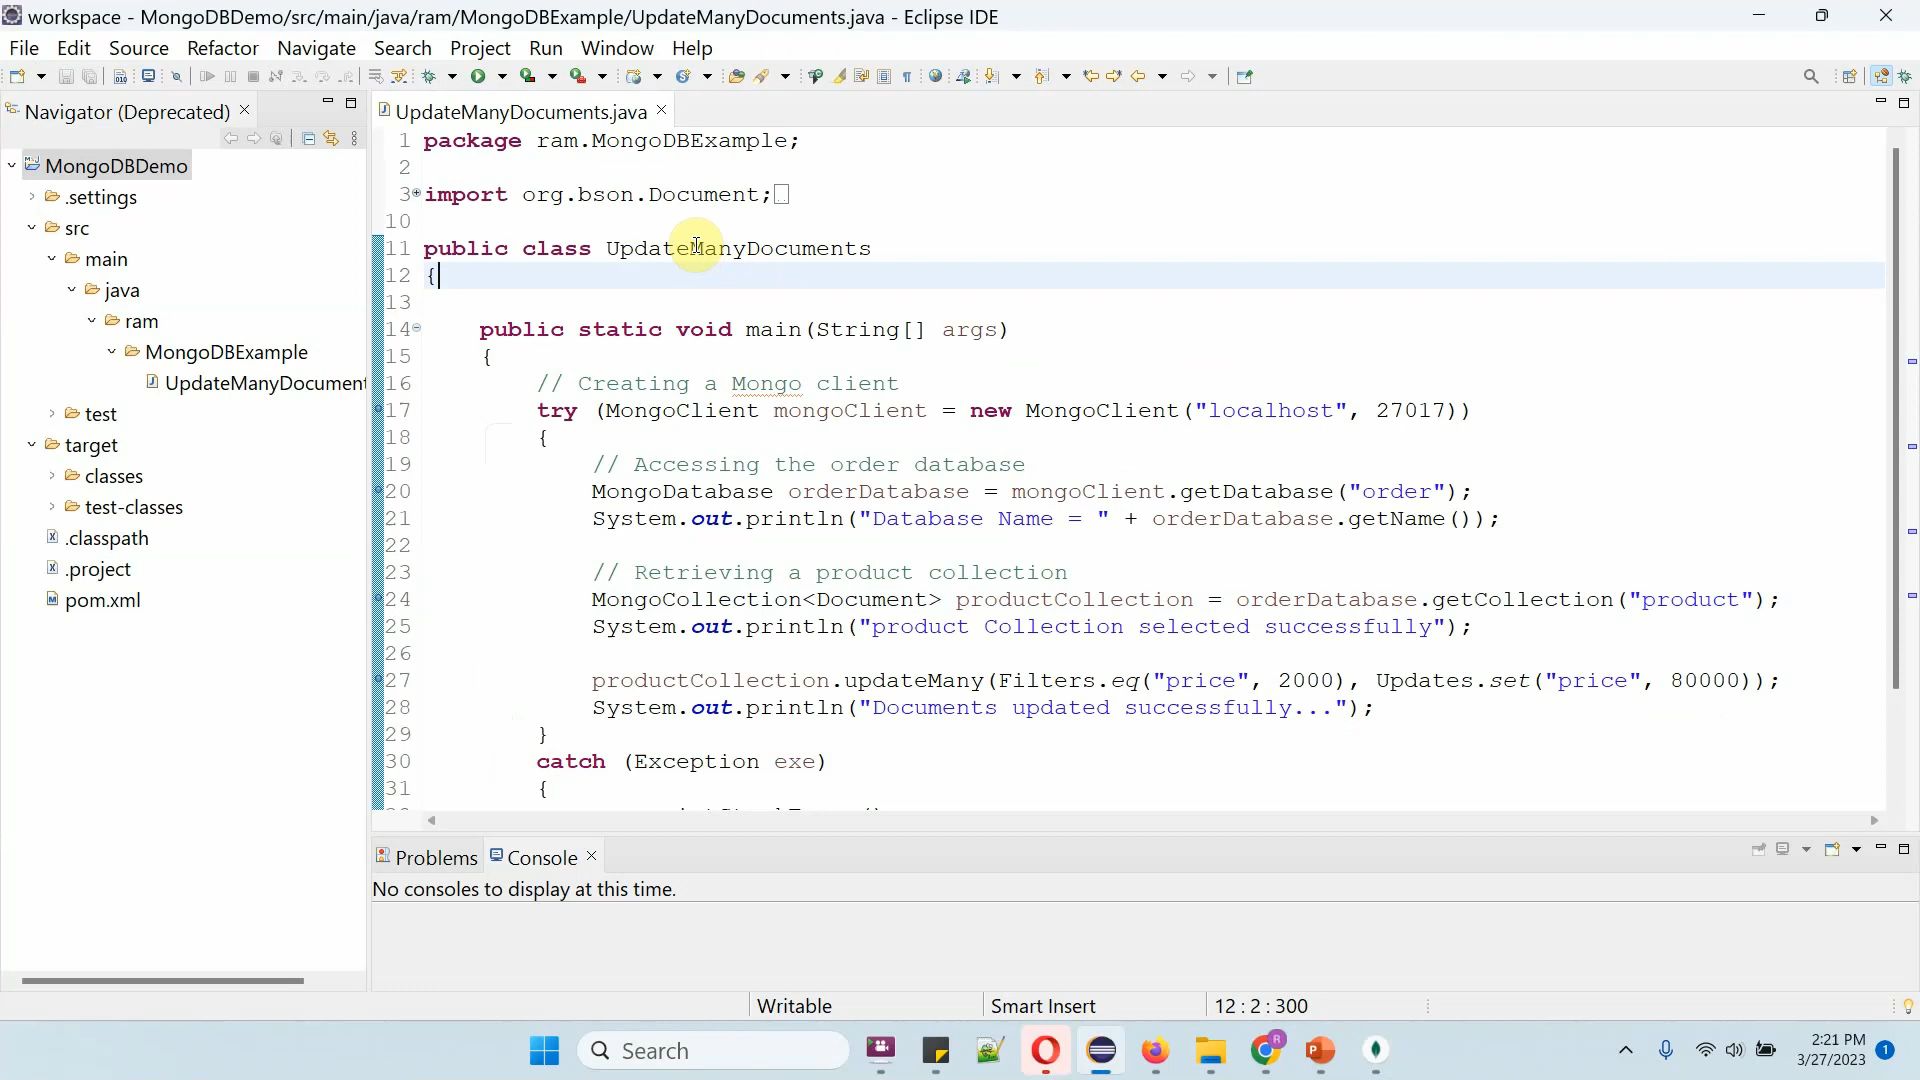 workspace - MongoDBDemo/src/main/java/ram/MongoDBExample/UpdateManyDocuments.java - Eclipse IDE
File Edit Source Refactor Navigate Search Project Run Window Help
Navigator (Deprecated)
MongoDBDemo
.settings
src
main
java
ram
MongoDBExample
UpdateManyDocument
test
target
classes
test-classes
.classpath
.project
pom.xml
UpdateManyDocuments.java
1 package ram.MongoDBExample;
2
3 import org.bson.Document;
10
11 public class UpdateManyDocuments
12 {
13
14 public static void main(String[] args)
15 {
16 // Creating a Mongo client
17 try (MongoClient mongoClient = new MongoClient("localhost", 27017))
18 {
19 // Accessing the order database
20 MongoDatabase orderDatabase = mongoClient.getDatabase("order");
21 System.out.println("Database Name = " + orderDatabase.getName());
22
23 // Retrieving a product collection
24 MongoCollection<Document> productCollection = orderDatabase.getCollection("product");
25 System.out.println("product Collection selected successfully");
26
27 productCollection.updateMany(Filters.eq("price", 2000), Updates.set("price", 80000));
28 System.out.println("Documents updated successfully...");
29 }
30 catch (Exception exe)
31 {
Problems Console
No consoles to display at this time.
Writable Smart Insert 12 : 2 : 300
Search
2:21 PM
3/27/2023
1